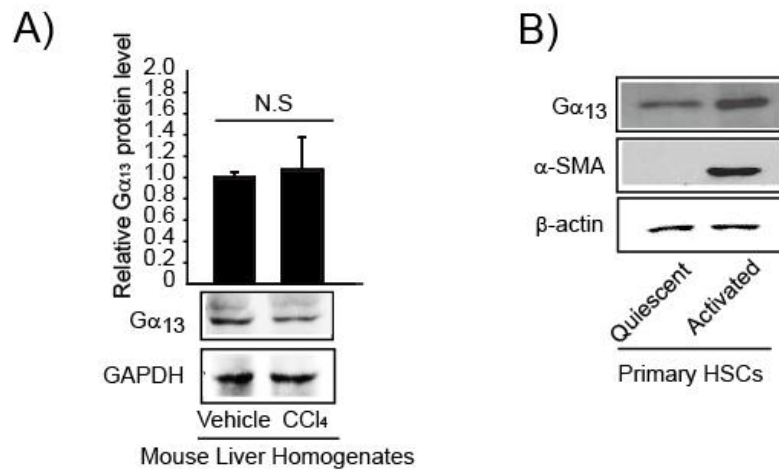 A)
Relative Gα13 protein level
2.0
1.8
1.6
1.4
1.2
1.0
0.8
0.6
0.4
0.2
0
N.S
Gα13
GAPDH
Vehicle CCl4
Mouse Liver Homogenates
B)
Gα13
α-SMA
β-actin
Quiescent
Activated
Primary HSCs